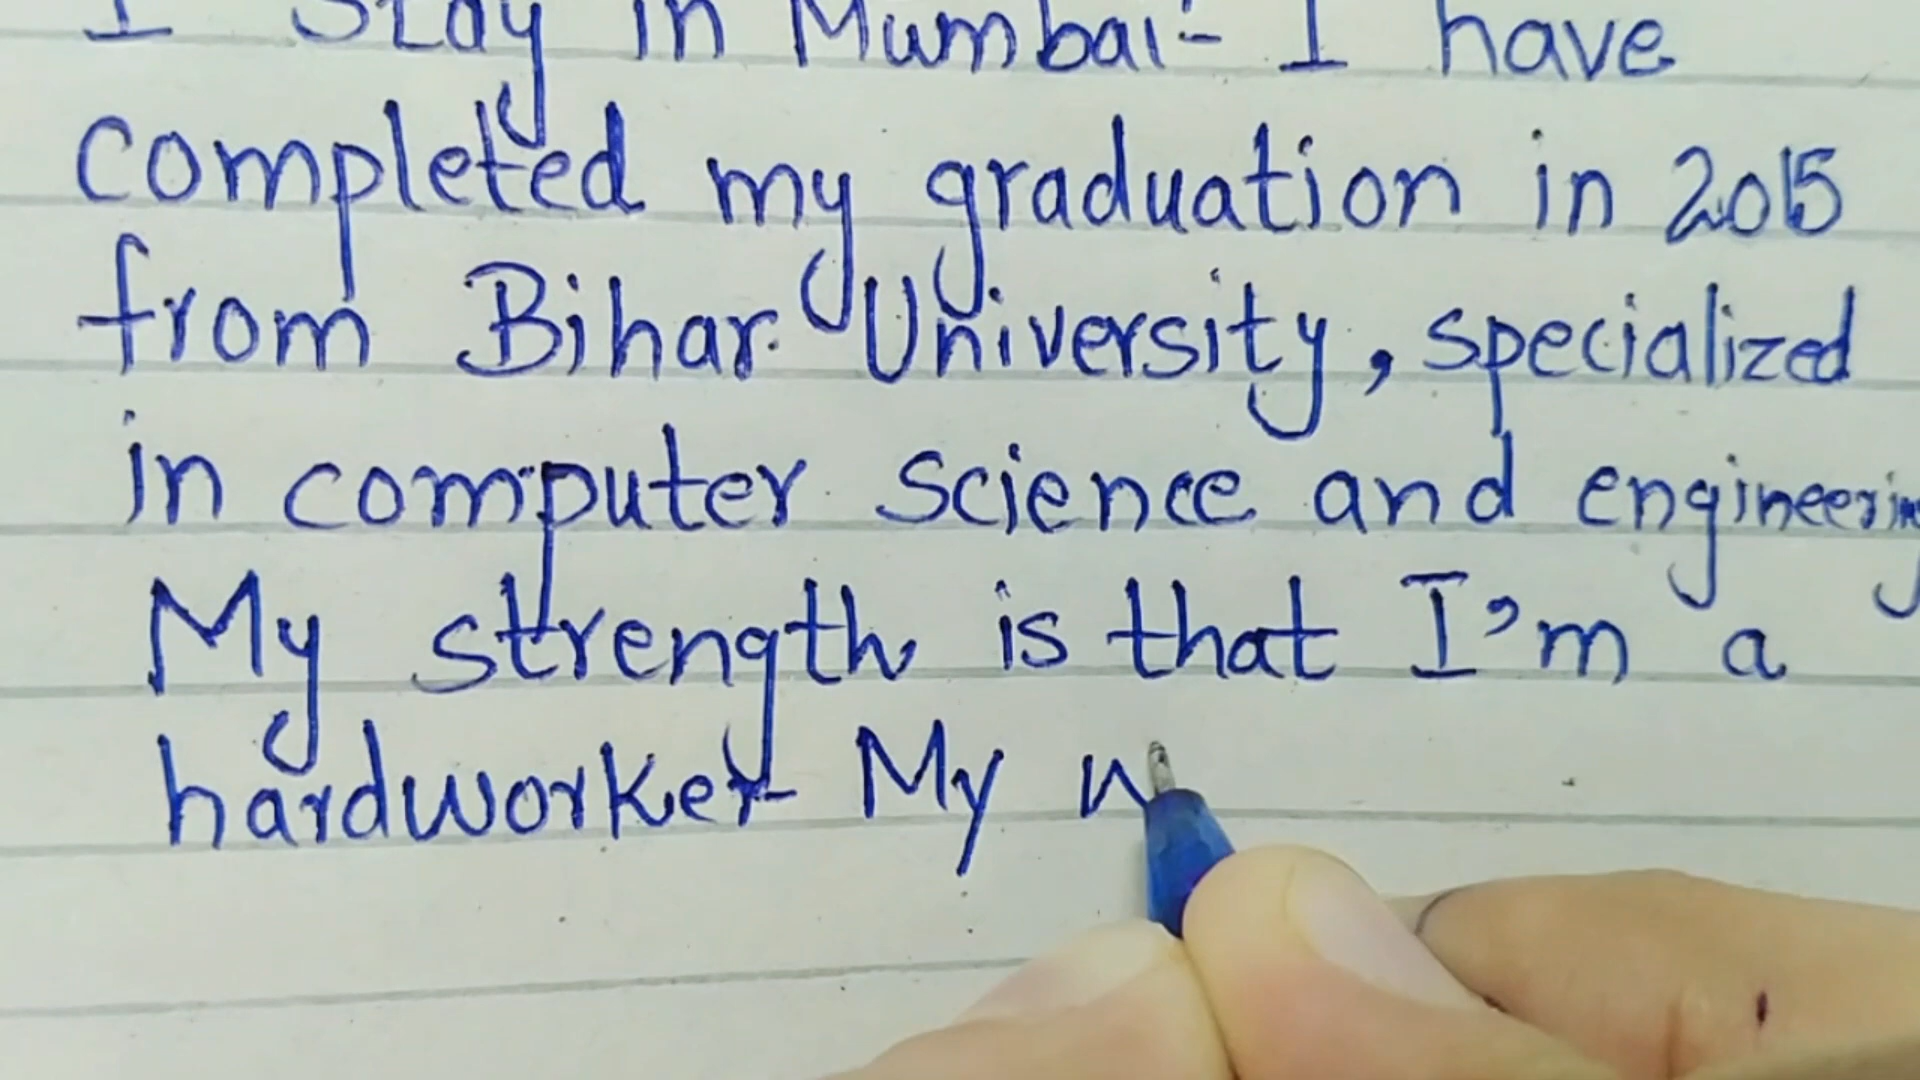 I stay in Mumbai- I have
completed my graduation in 2015
from Bihar University, specialized
in computer science and engineering
My strength is that I'm a
hardworker- My w